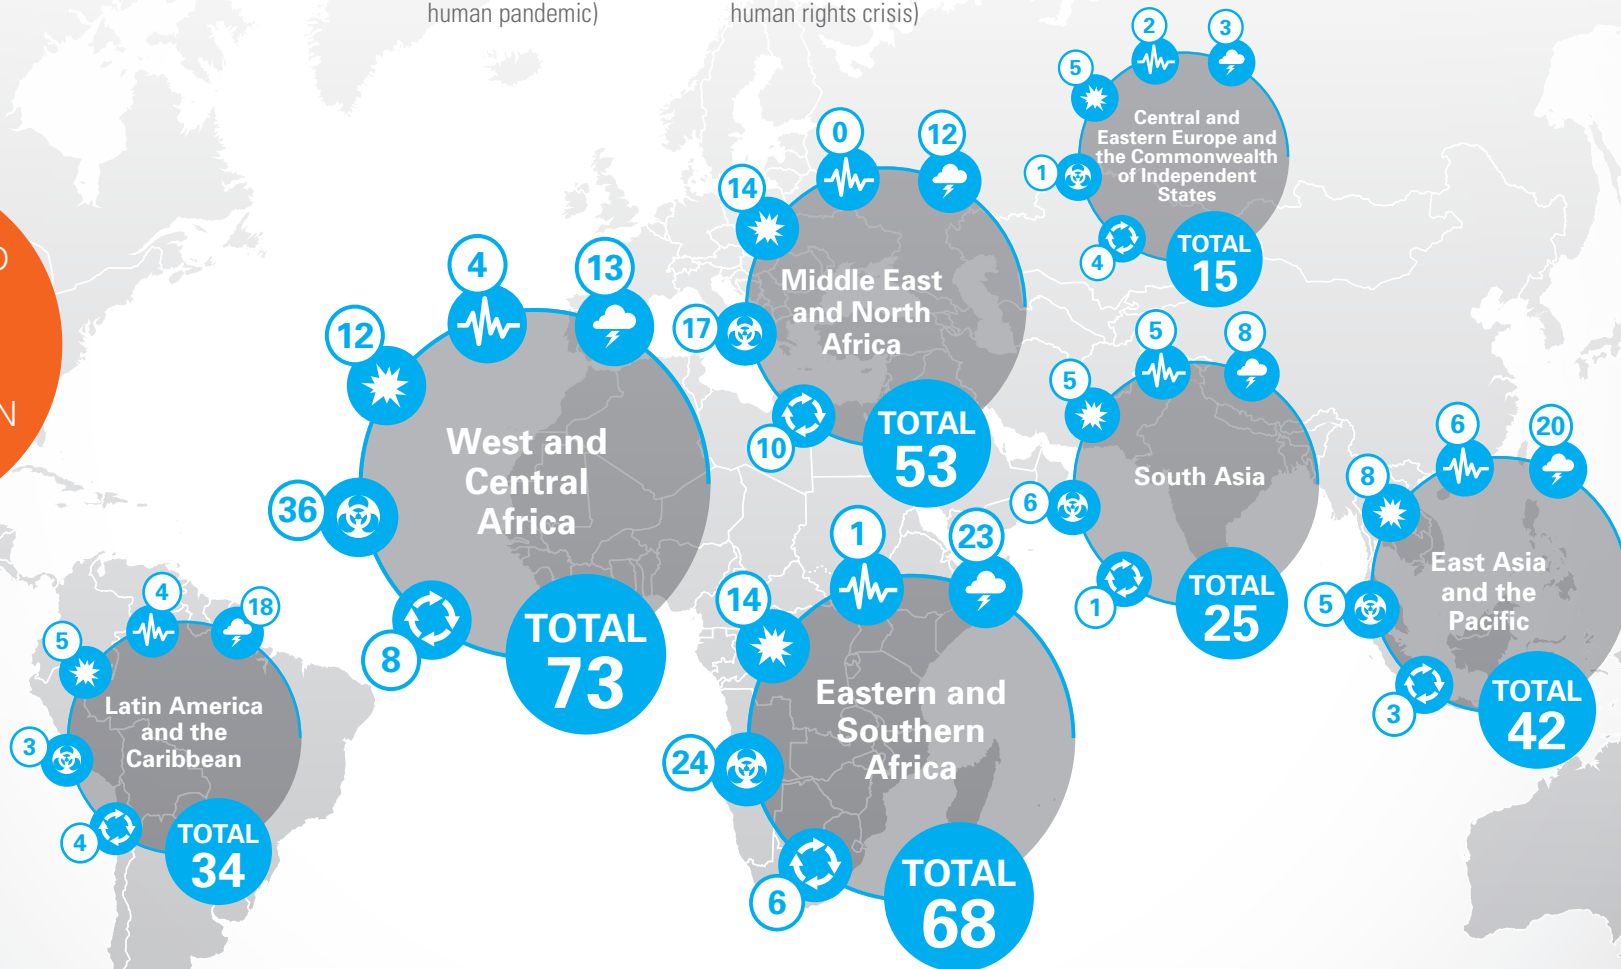 human pandemic)
human rights crisis)
2
3
5
Central and
Eastern Europe and
the Commonwealth
of Independent
States
1
4
TOTAL
15
0
12
14
Middle East
and North
Africa
17
10
TOTAL
53
4
13
12
West and
Central
Africa
36
8
TOTAL
73
5
8
5
South Asia
6
1
TOTAL
25
6
20
8
East Asia
and the
Pacific
5
3
TOTAL
42
1
23
14
Eastern and
Southern
Africa
24
6
TOTAL
68
4
18
5
Latin America
and the
Caribbean
3
4
TOTAL
34
N